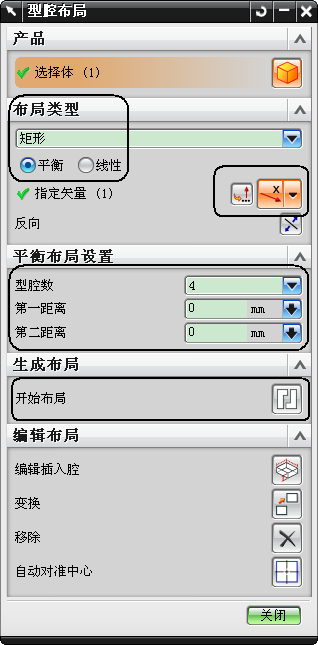 型腔布局
产品
选择体 (1)
布局类型
矩形
平衡 线性
指定矢量 (1) X
反向
平衡布局设置
型腔数 4
第一距离 0 mm
第二距离 0 mm
生成布局
开始布局
编辑布局
编辑插入腔
变换
移除
自动对准中心
关闭